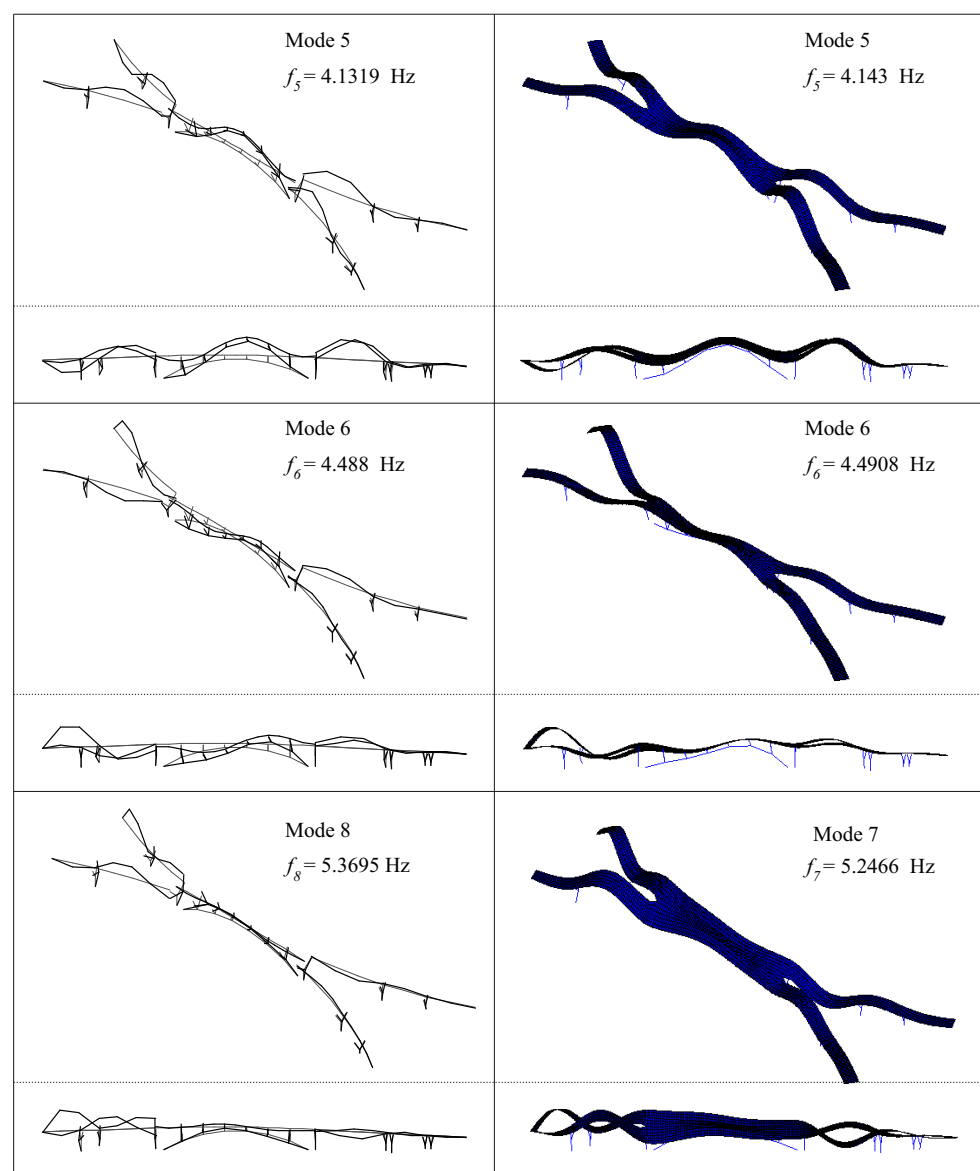 Mode 5
f5 = 4.1319 Hz
Mode 5
f5 = 4.143 Hz
Mode 6
f6 = 4.488 Hz
Mode 6
f6 = 4.4908 Hz
Mode 8
f8 = 5.3695 Hz
Mode 7
f7 = 5.2466 Hz